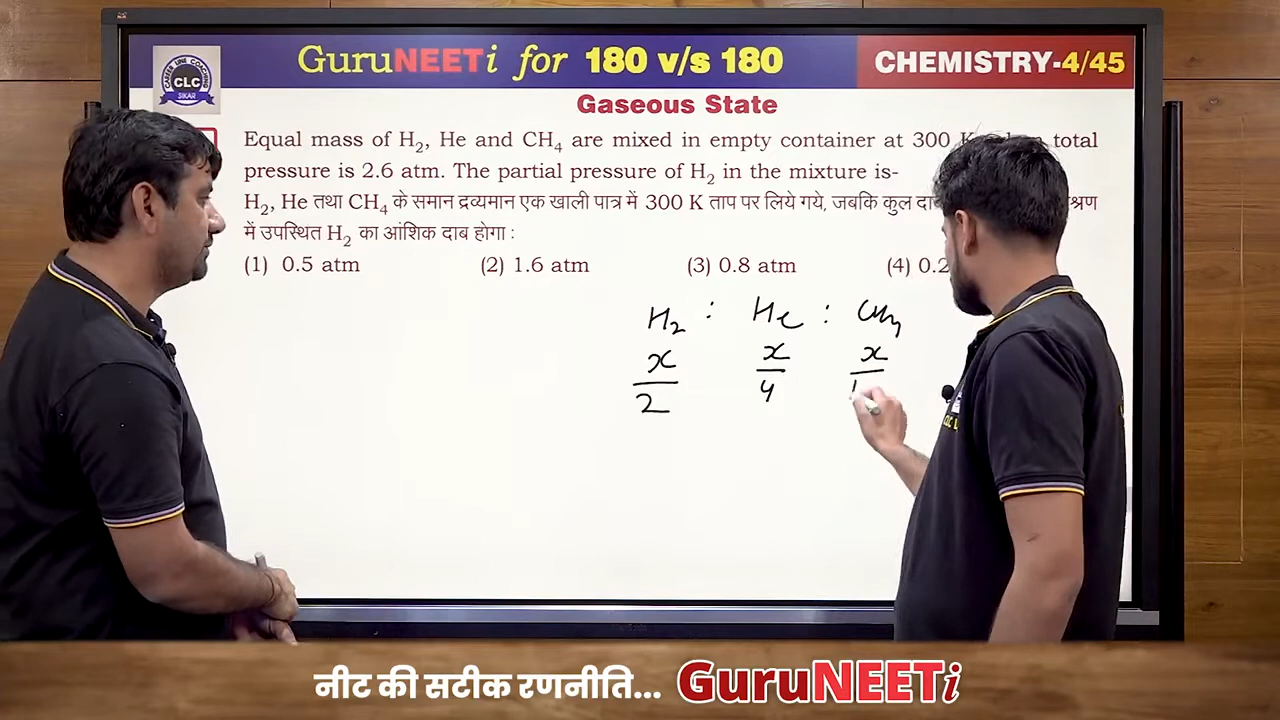 GuruNEETi for 180 v/s 180
CHEMISTRY-4/45
CAREER LINE COACHING
CLC
SIKAR
Gaseous State
Equal mass of H₂, He and CH₄ are mixed in empty container at 300 total
pressure is 2.6 atm. The partial pressure of H₂ in the mixture is-
H₂, He तथा CH₄ के समान द्रव्यमान एक खाली पात्र में 300 K ताप पर लिये गये, जबकि कुल
में उपस्थित H₂ का आंशिक दाब होगा :
(1) 0.5 atm (2) 1.6 atm (3) 0.8 atm (4) 0.2
H₂ : He : CH₄
x/2 x/4 x/
नीट की सटीक रणनीति... GuruNEETi